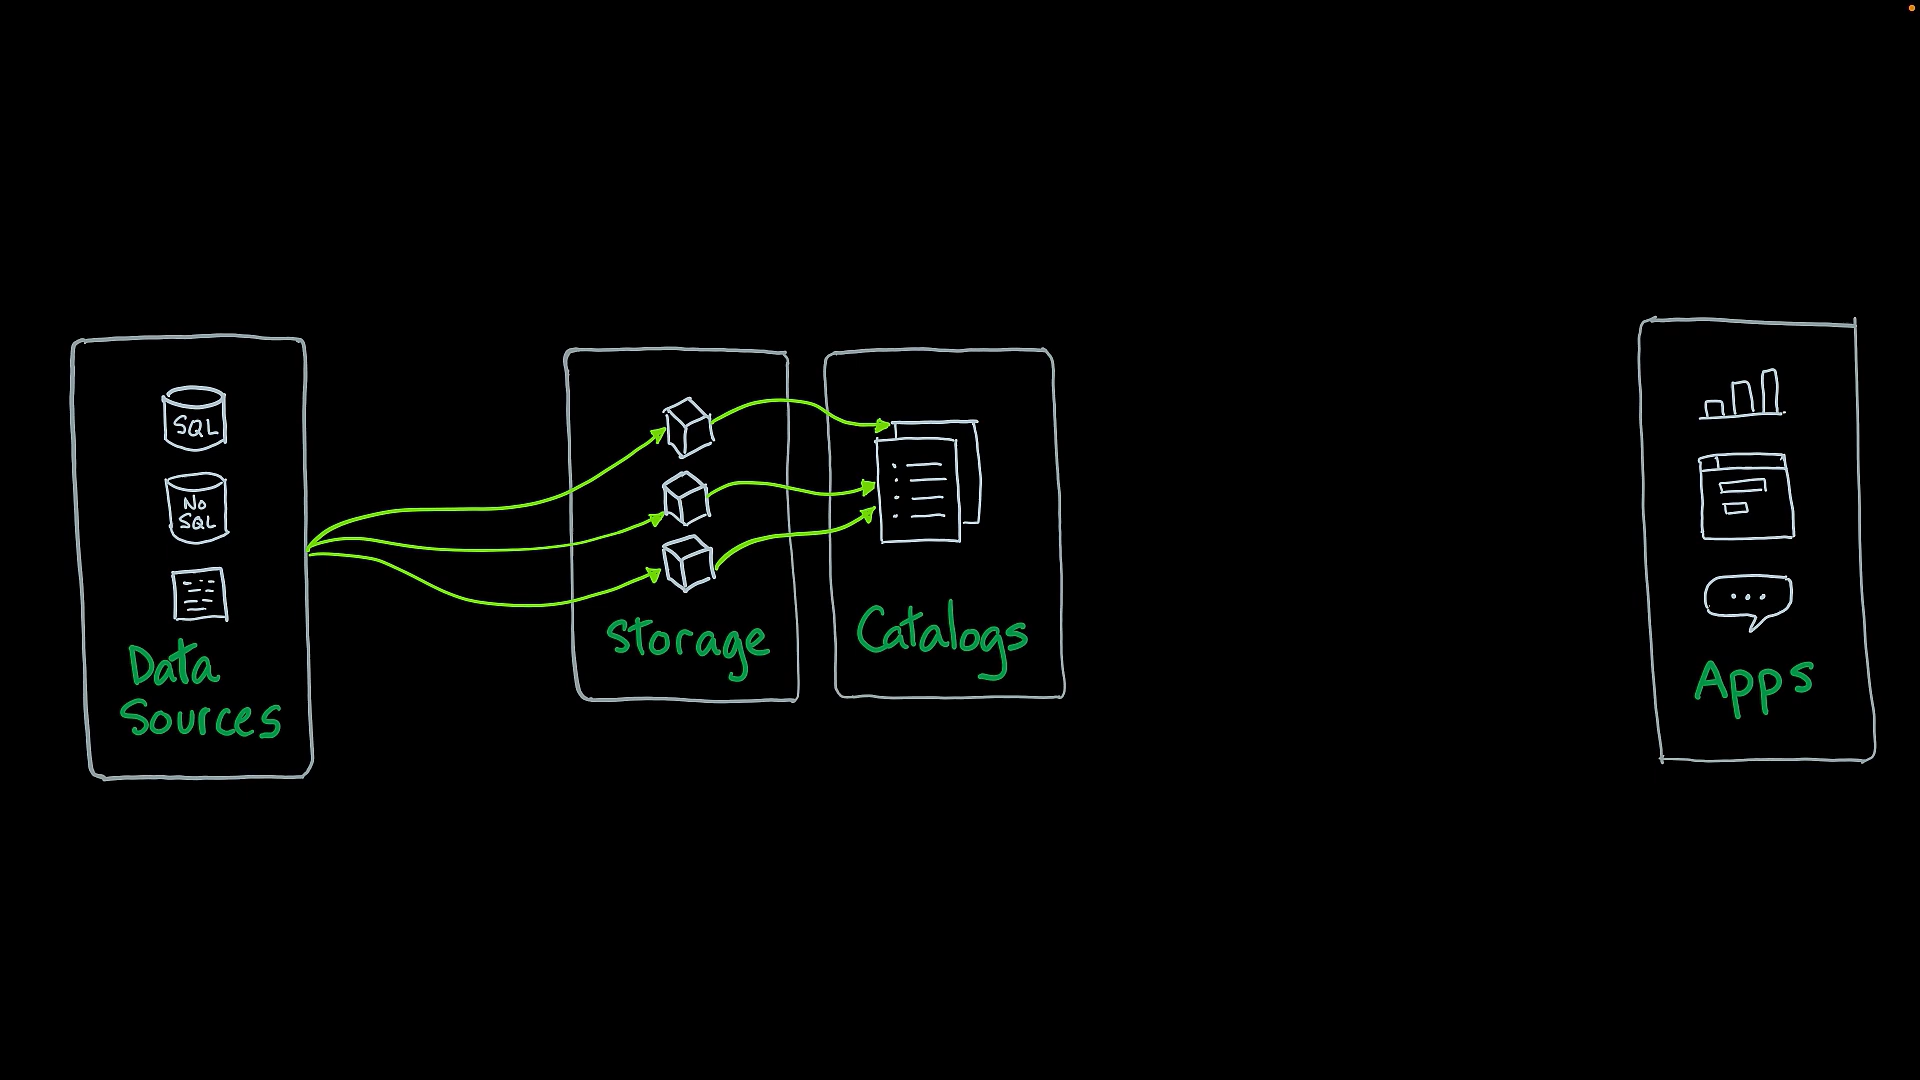 SQL
No
SQL
Data
Sources
Storage
Catalogs
Apps